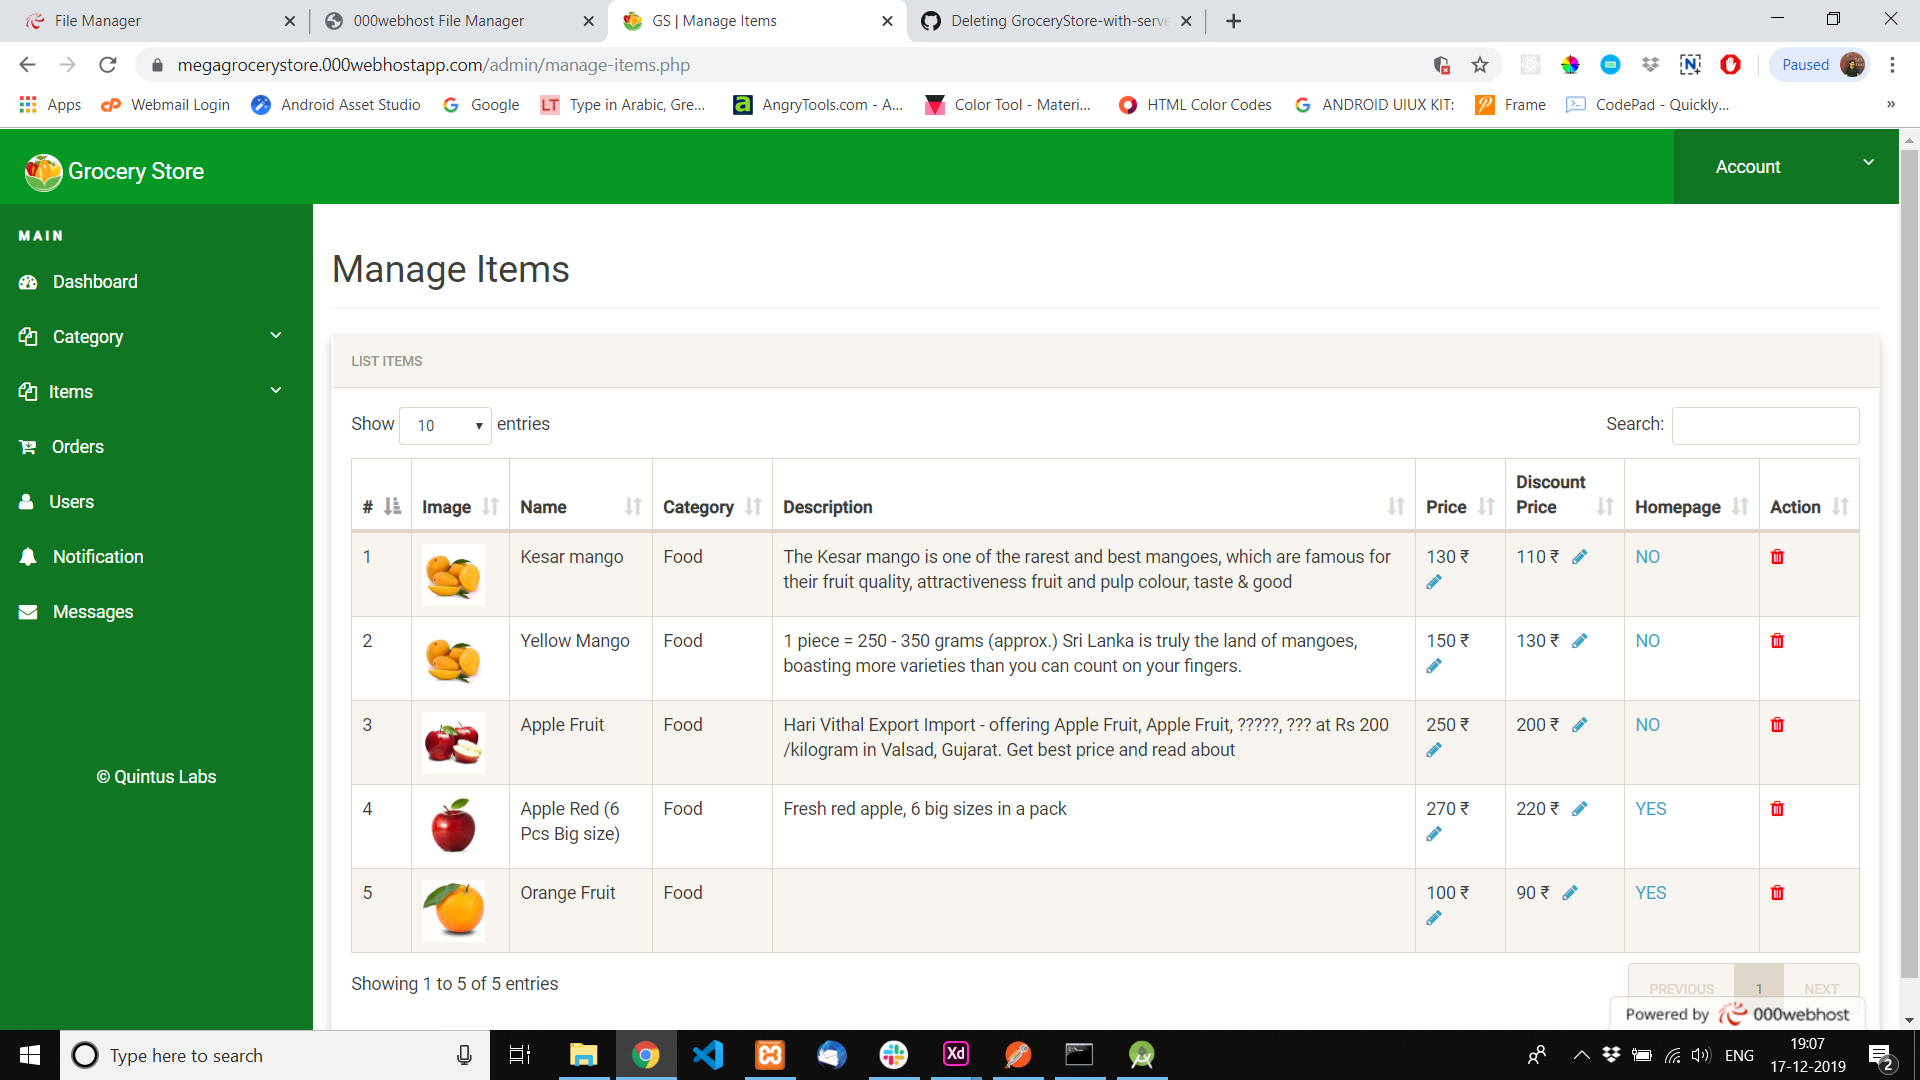 File Manager
000webhost File Manager
GS | Manage Items
Deleting GroceryStore-with-serve
megagrocerystore.000webhostapp.com/admin/manage-items.php
Paused
Apps
Webmail Login
Android Asset Studio
Google
LT Type in Arabic, Gre...
a AngryTools.com - A...
Color Tool - Materi...
HTML Color Codes
ANDROID UIUX KIT:
Frame
CodePad - Quickly...
»
Grocery Store
Account
MAIN
Dashboard
Category
Items
Orders
Users
Notification
Messages
© Quintus Labs
Manage Items
LIST ITEMS
Show 10 entries
Search:
# Image Name Category Description Price Discount Price Homepage Action
1 Kesar mango Food The Kesar mango is one of the rarest and best mangoes, which are famous for 130 ₹ 110 ₹ NO
their fruit quality, attractiveness fruit and pulp colour, taste & good
2 Yellow Mango Food 1 piece = 250 - 350 grams (approx.) Sri Lanka is truly the land of mangoes, 150 ₹ 130 ₹ NO
boasting more varieties than you can count on your fingers.
3 Apple Fruit Food Hari Vithal Export Import - offering Apple Fruit, Apple Fruit, ?????, ??? at Rs 200 250 ₹ 200 ₹ NO
/kilogram in Valsad, Gujarat. Get best price and read about
4 Apple Red (6 Food Fresh red apple, 6 big sizes in a pack 270 ₹ 220 ₹ YES
Pcs Big size)
5 Orange Fruit Food 100 ₹ 90 ₹ YES
Showing 1 to 5 of 5 entries
PREVIOUS 1 NEXT
Powered by 000webhost
Type here to search
Xd
ENG
19:07
17-12-2019
2